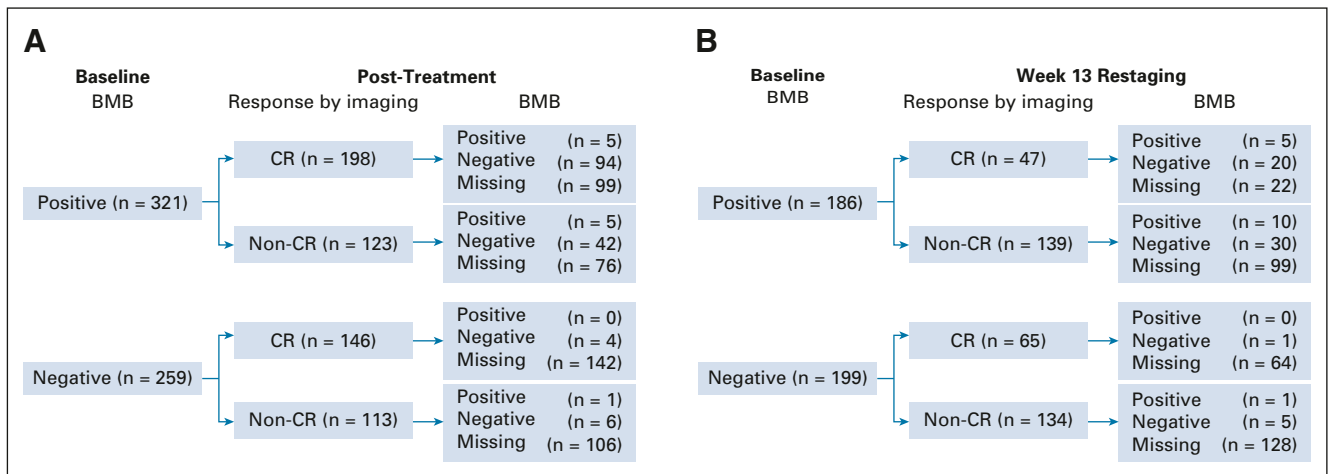 A
Baseline
BMB
Post-Treatment
Response by imaging
BMB
Positive (n = 321)
CR (n = 198)
Positive (n = 5)
Negative (n = 94)
Missing (n = 99)
Non-CR (n = 123)
Positive (n = 5)
Negative (n = 42)
Missing (n = 76)
Negative (n = 259)
CR (n = 146)
Positive (n = 0)
Negative (n = 4)
Missing (n = 142)
Non-CR (n = 113)
Positive (n = 1)
Negative (n = 6)
Missing (n = 106)
B
Baseline
BMB
Week 13 Restaging
Response by imaging
BMB
Positive (n = 186)
CR (n = 47)
Positive (n = 5)
Negative (n = 20)
Missing (n = 22)
Non-CR (n = 139)
Positive (n = 10)
Negative (n = 30)
Missing (n = 99)
Negative (n = 199)
CR (n = 65)
Positive (n = 0)
Negative (n = 1)
Missing (n = 64)
Non-CR (n = 134)
Positive (n = 1)
Negative (n = 5)
Missing (n = 128)